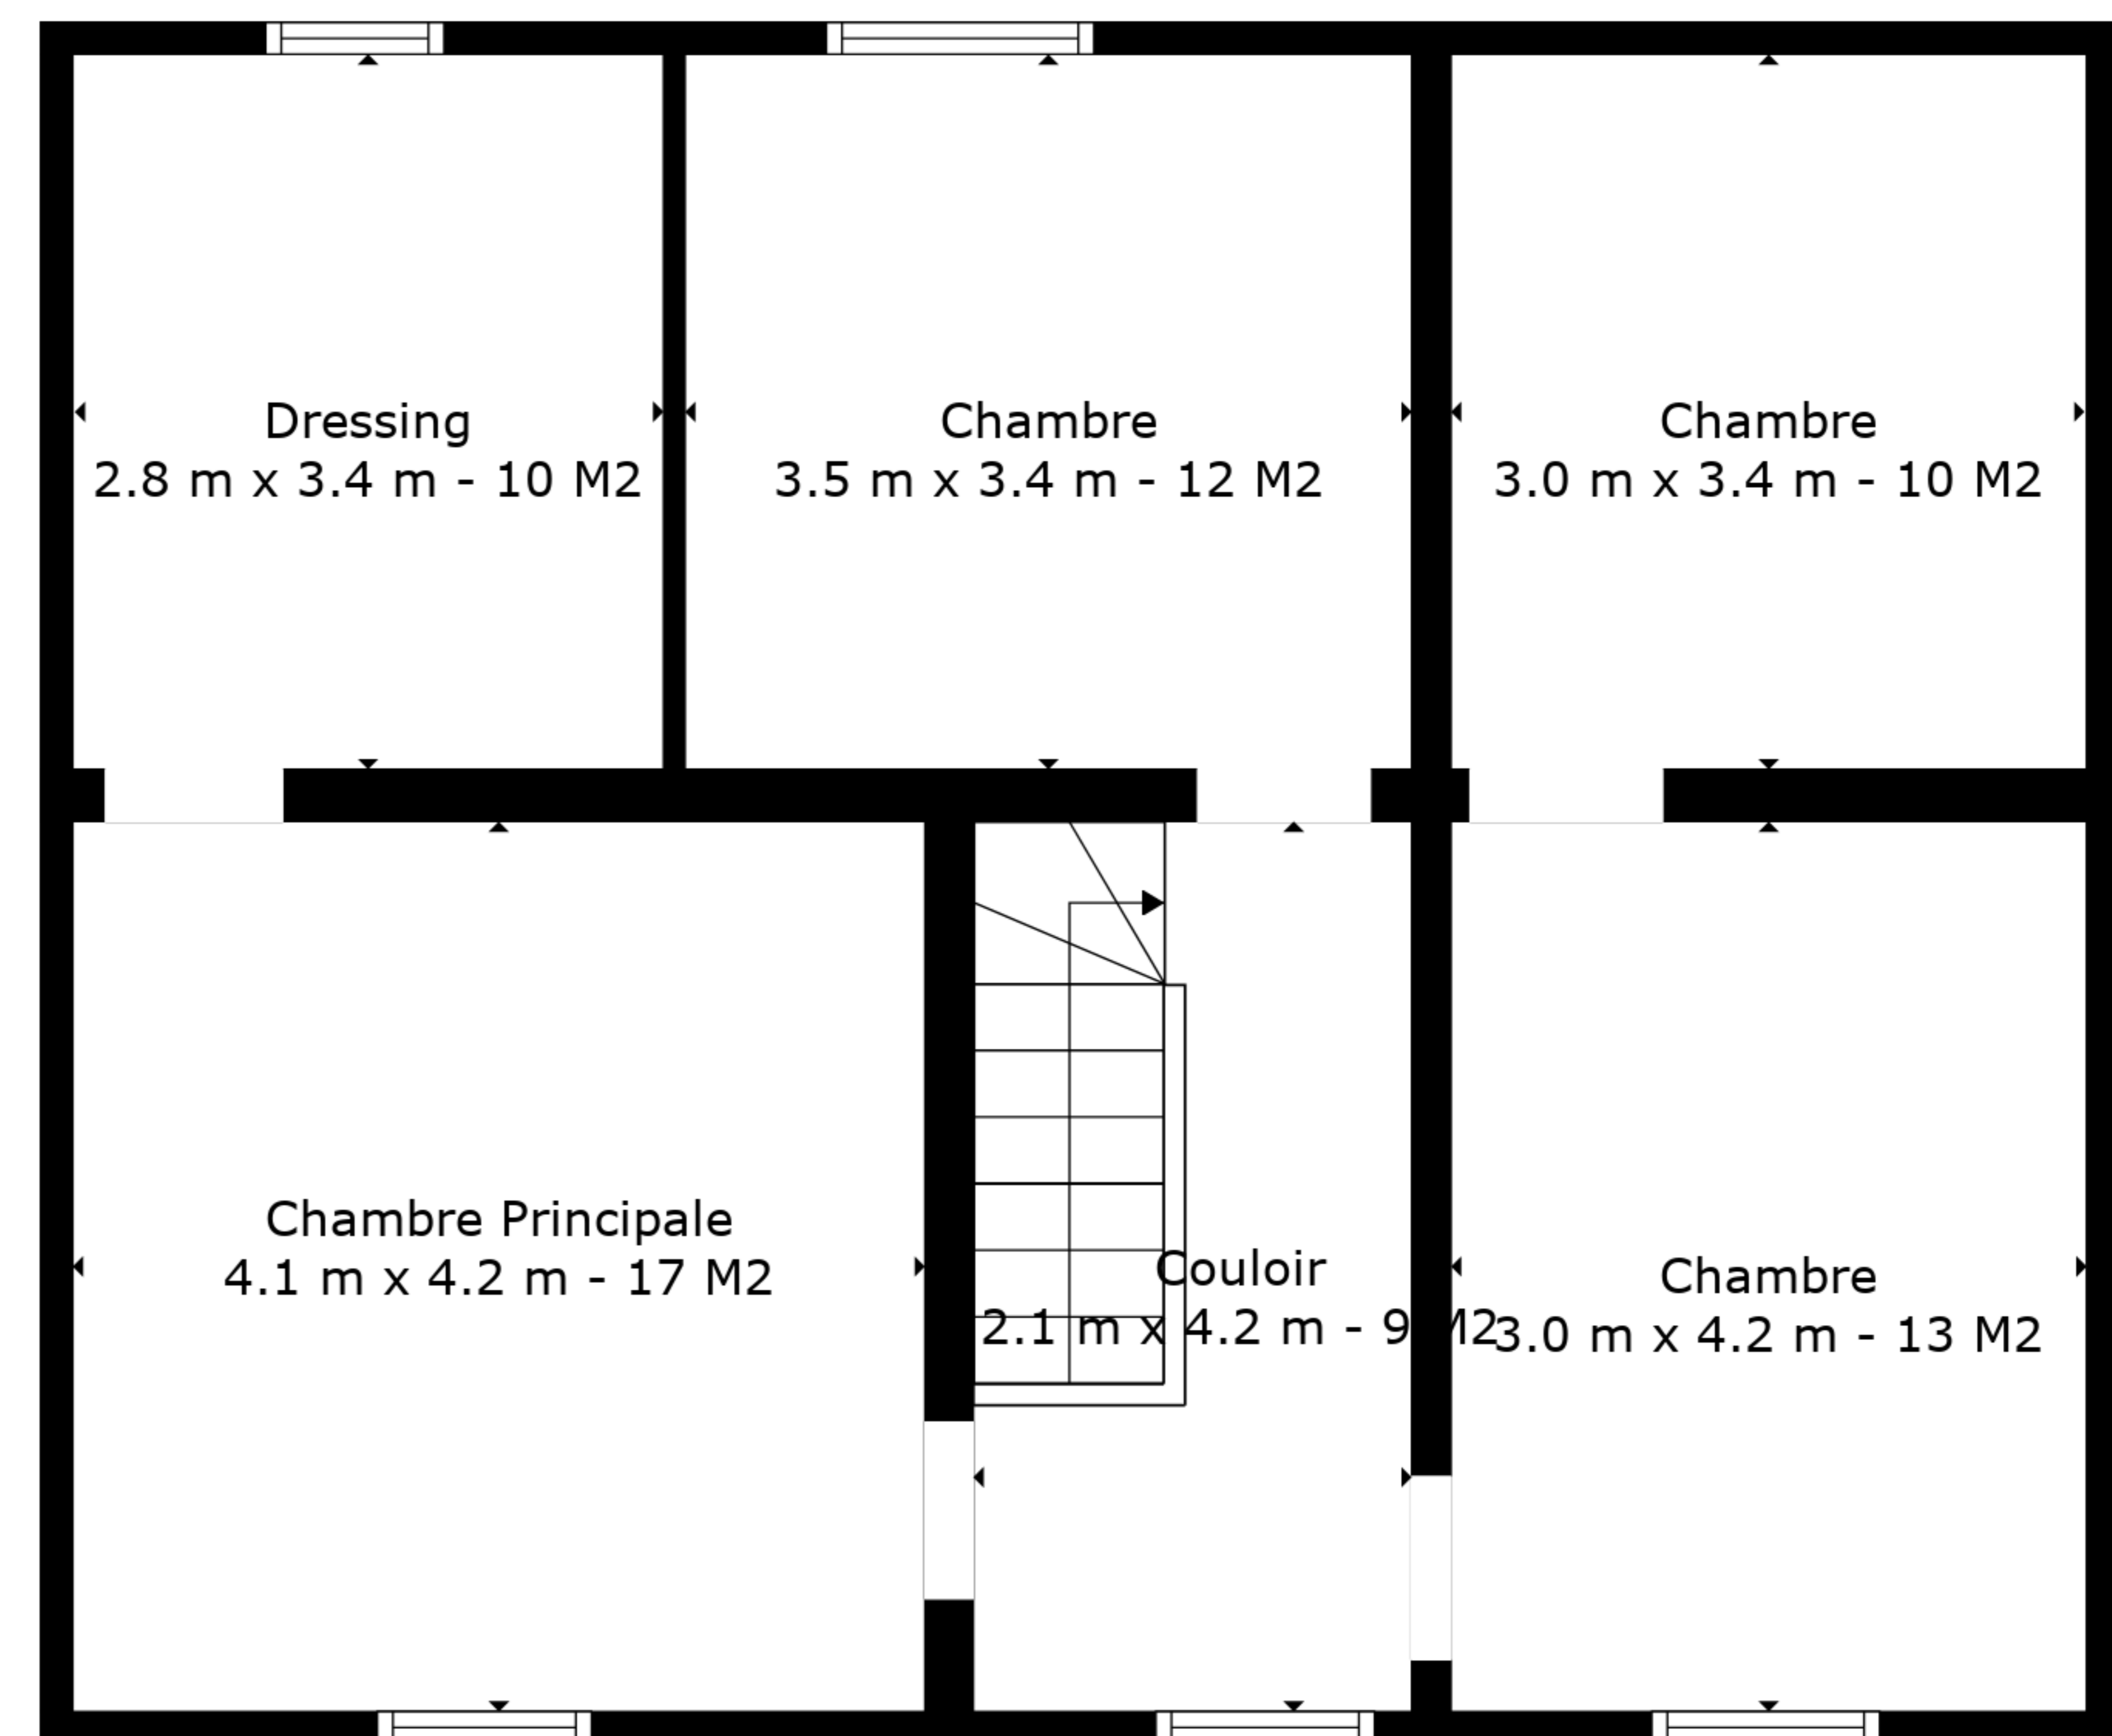 Dressing
2.8 m x 3.4 m - 10 M2
Chambre
3.5 m x 3.4 m - 12 M2
Chambre
3.0 m x 3.4 m - 10 M2
Chambre Principale
4.1 m x 4.2 m - 17 M2
Couloir
2.1 m x 4.2 m - 9 M2
Chambre
3.0 m x 4.2 m - 13 M2